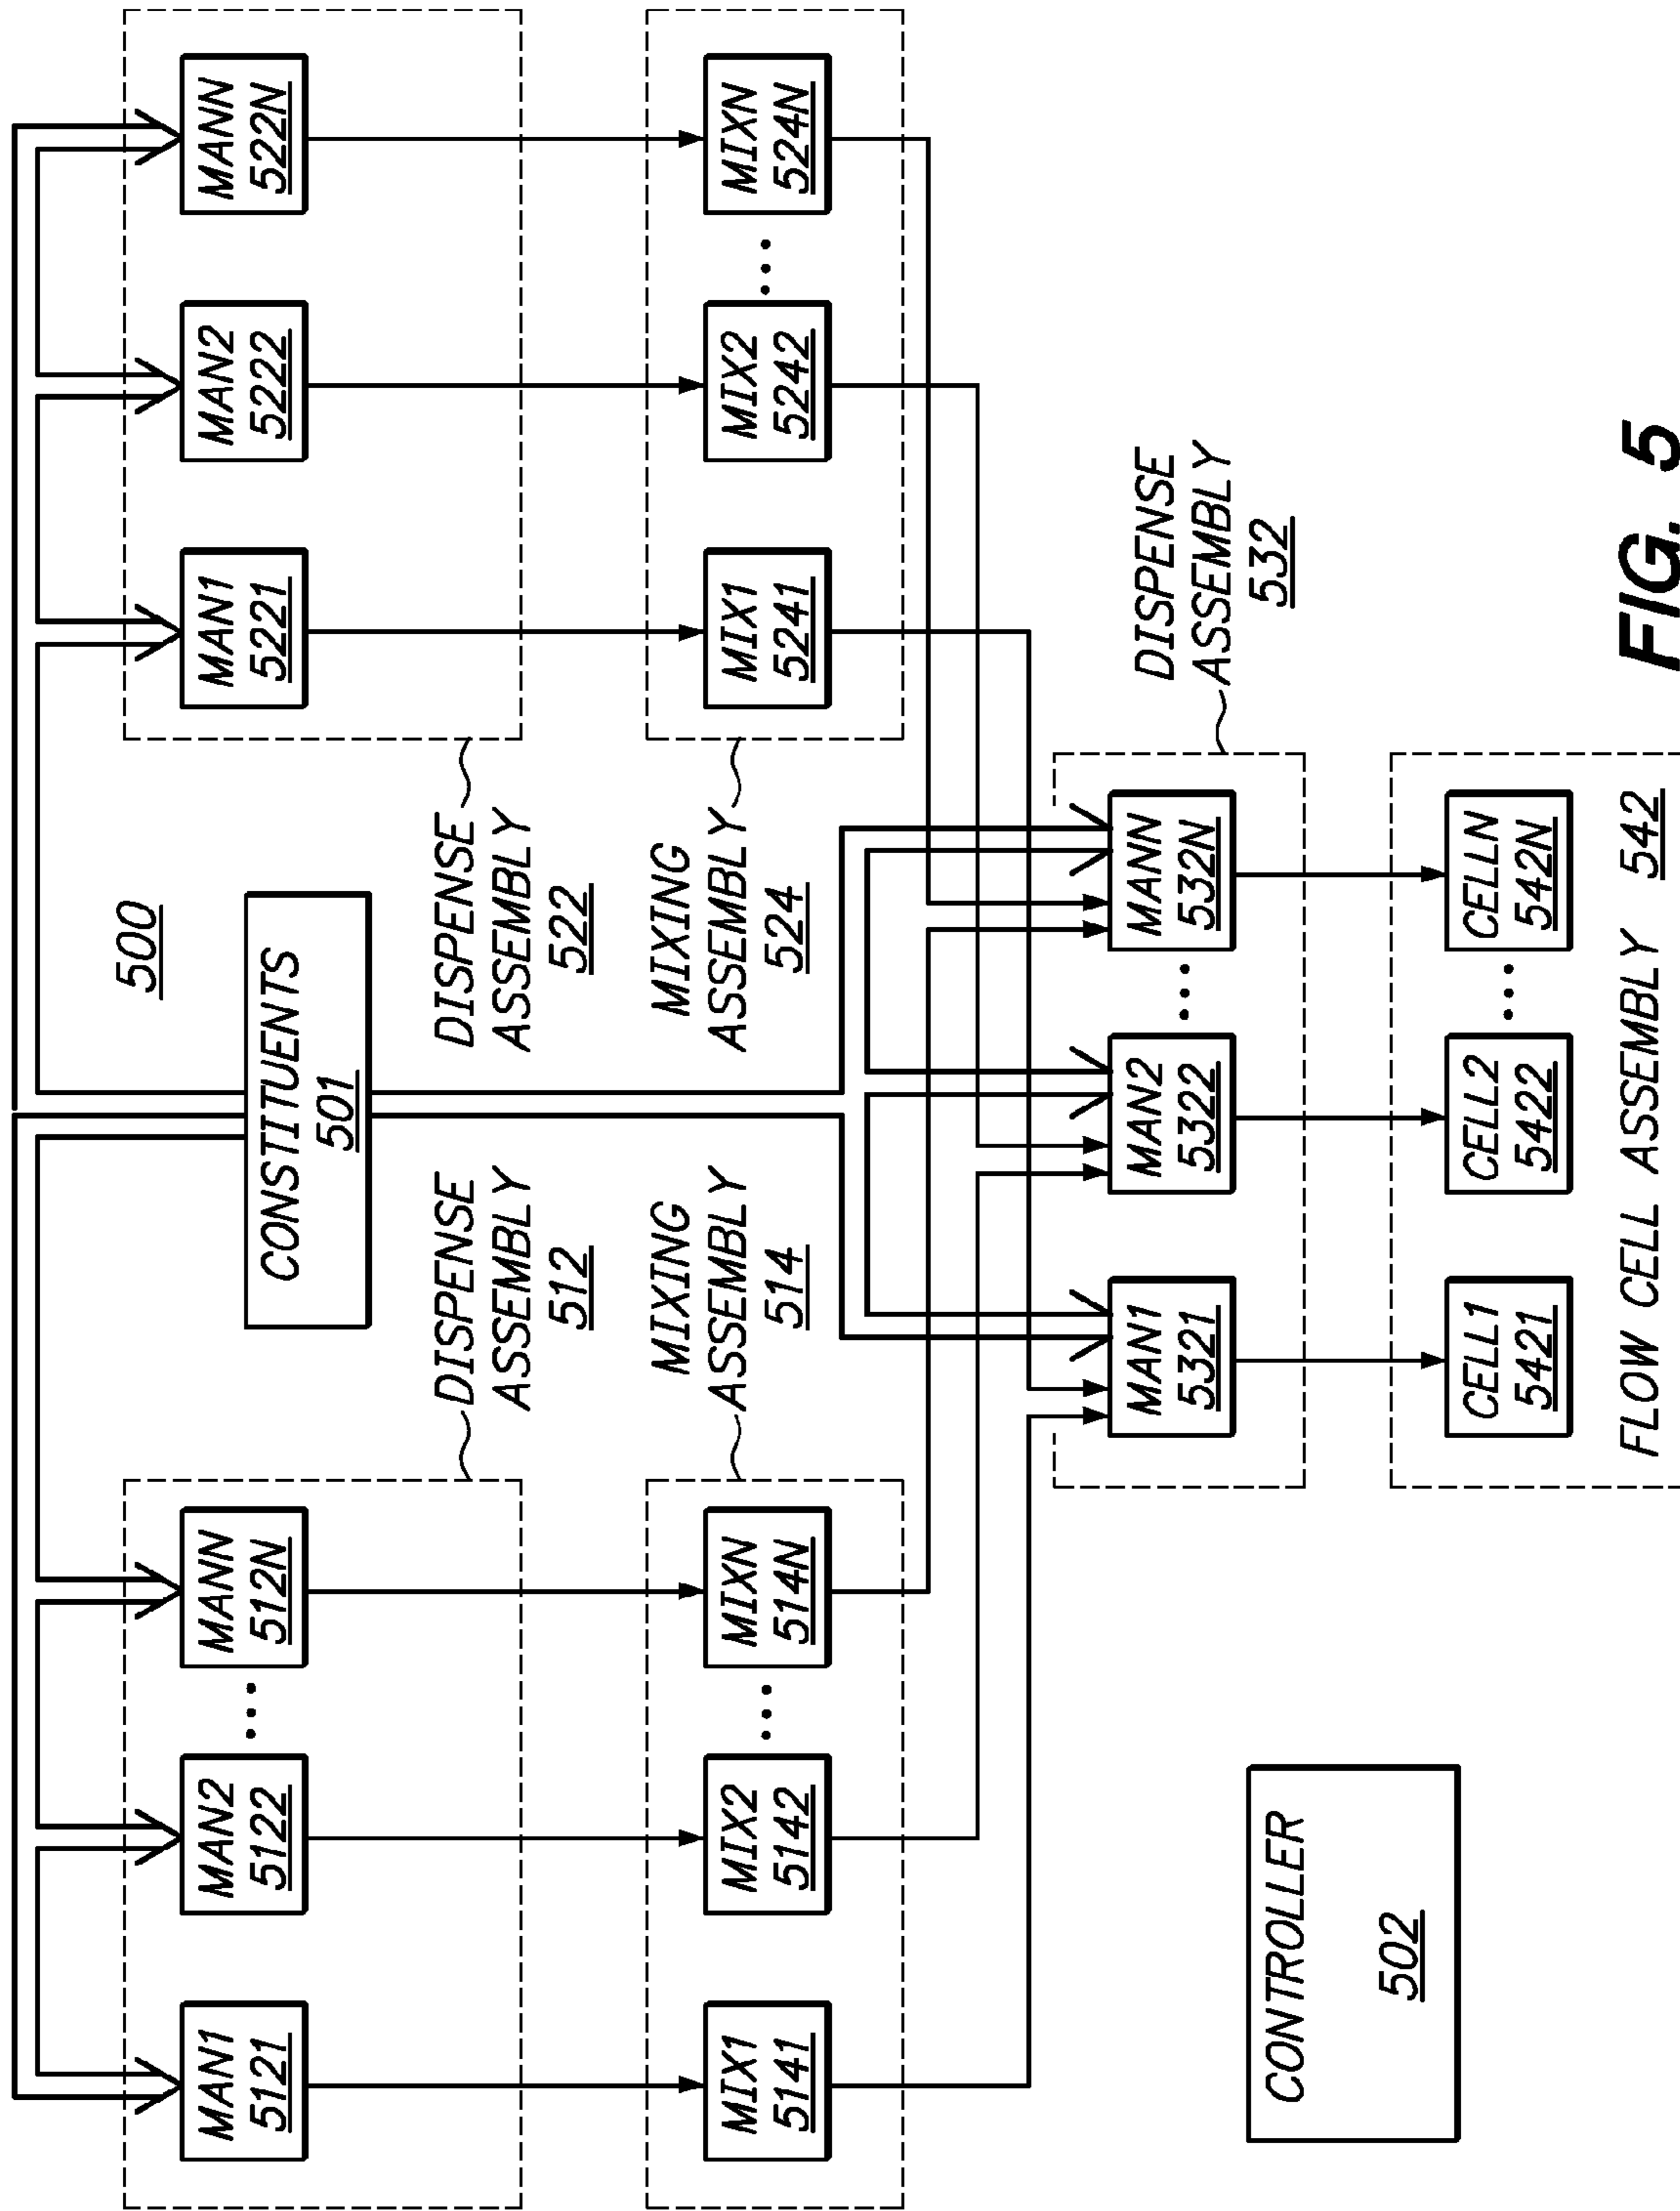 500
CONSTITUENTS
501
MAN1
5121
MAN2
5122
...
MANN
512N
DISPENSE
ASSEMBLY
512
MAN1
5221
MAN2
5222
MANN
522N
DISPENSE
ASSEMBLY
522
MIX1
5141
MIX2
5142
...
MIXN
514N
MIXING
ASSEMBLY
514
MIX1
5241
MIX2
5242
...
MIXN
524N
MIXING
ASSEMBLY
524
MAN1
5321
MAN2
5322
...
MANN
532N
DISPENSE
ASSEMBLY
532
CONTROLLER
502
CELL1
5421
CELL2
5422
...
CELLN
542N
FLOW CELL ASSEMBLY 542
FIG. 5